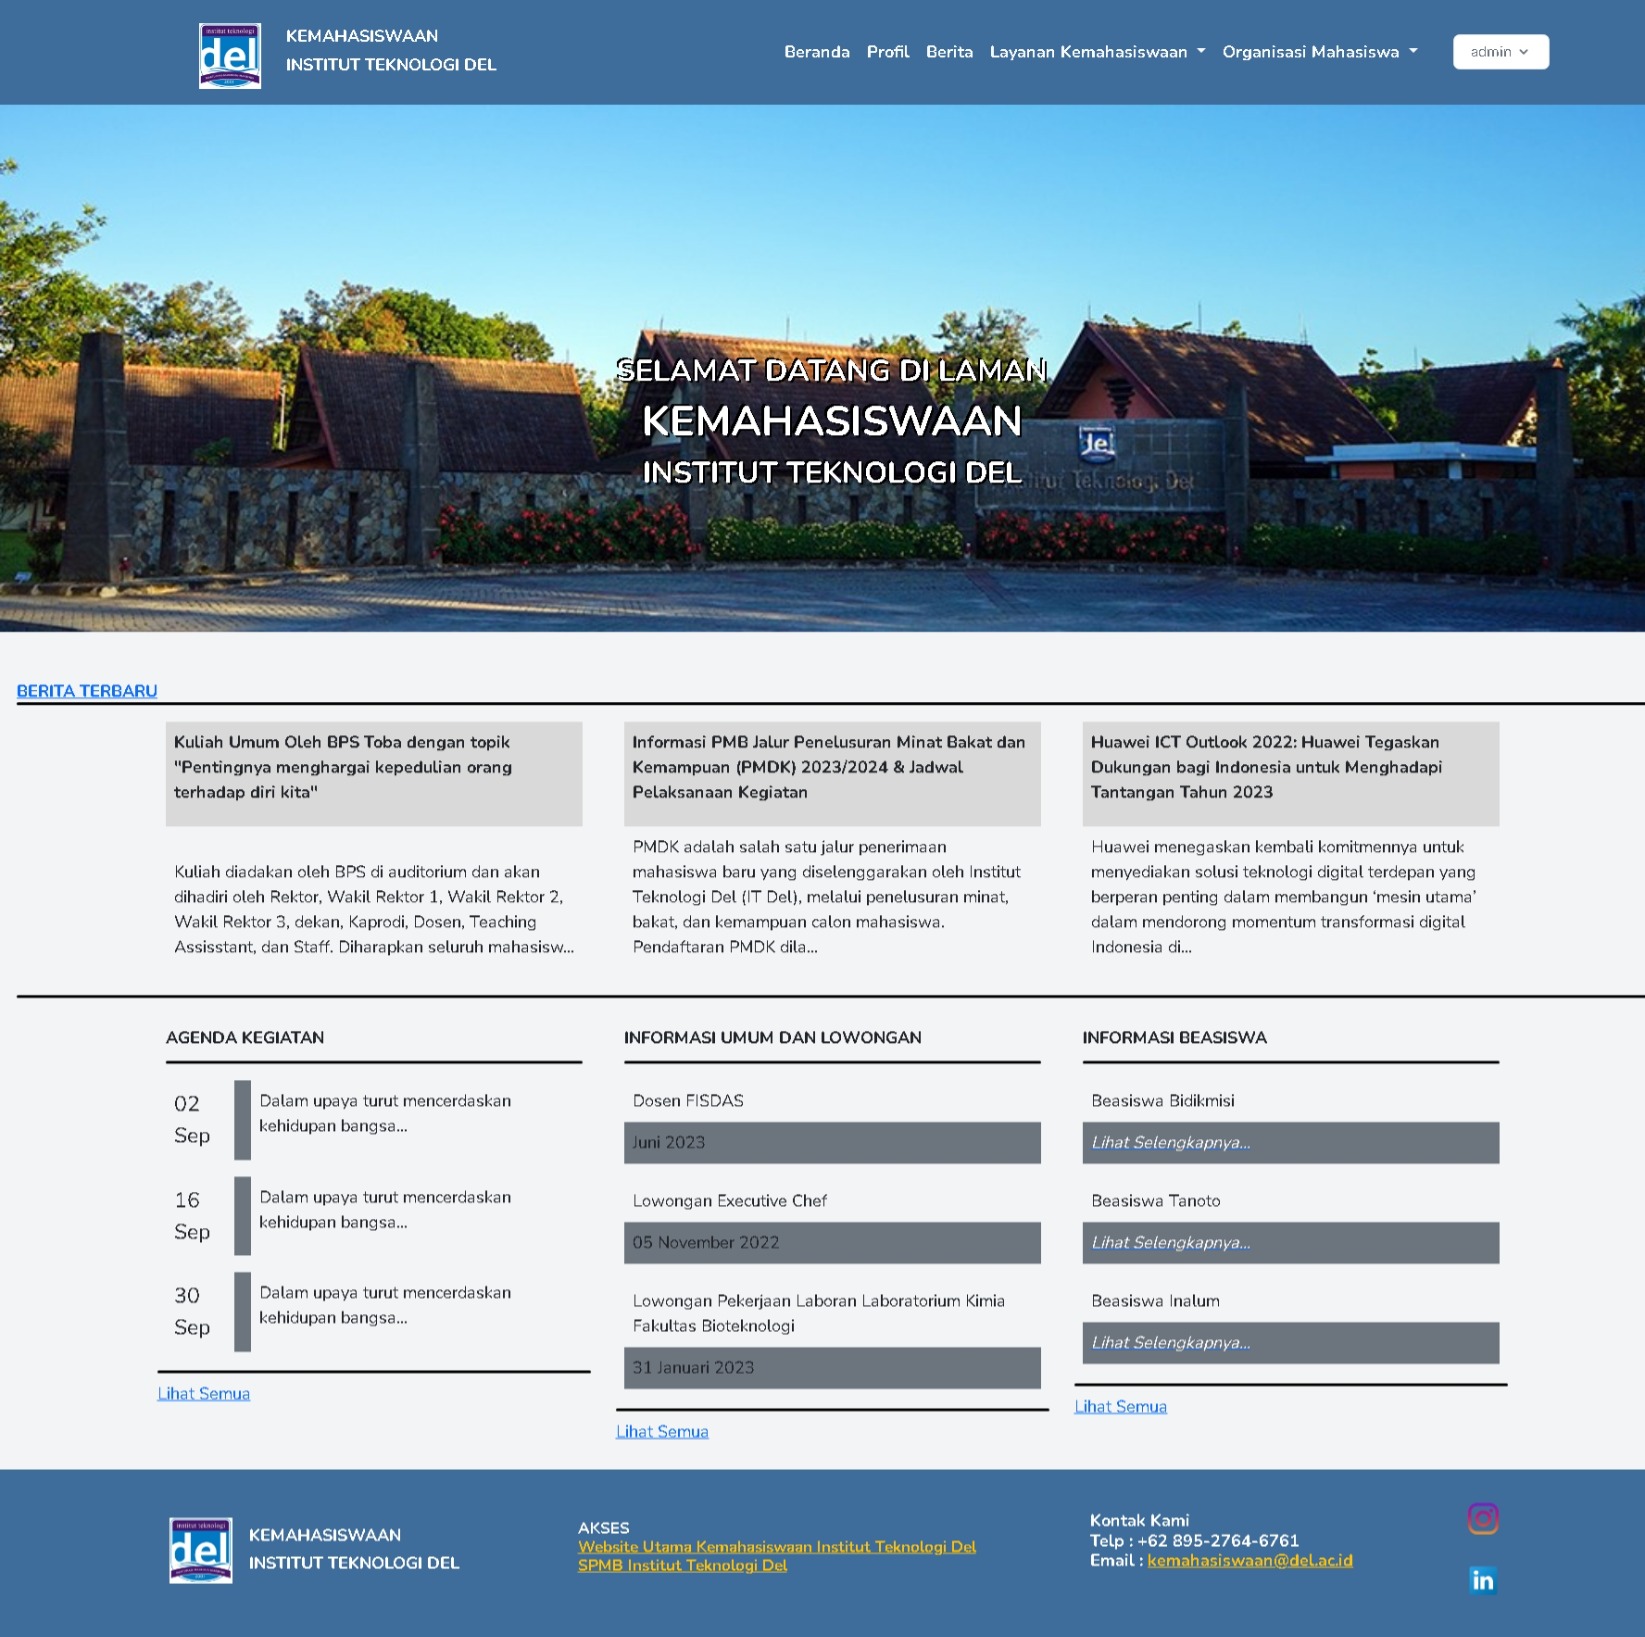 institut teknologi
del
KEMAHASISWAAN
INSTITUT TEKNOLOGI DEL
Beranda Profil Berita Layanan Kemahasiswaan Organisasi Mahasiswa admin
SELAMAT DATANG DI LAMAN
KEMAHASISWAAN
INSTITUT TEKNOLOGI DEL
del
Institut Teknologi Del
BERITA TERBARU
Kuliah Umum Oleh BPS Toba dengan topik
"Pentingnya menghargai kepedulian orang
terhadap diri kita"
Kuliah diadakan oleh BPS di auditorium dan akan
dihadiri oleh Rektor, Wakil Rektor 1, Wakil Rektor 2,
Wakil Rektor 3, dekan, Kaprodi, Dosen, Teaching
Assisstant, dan Staff. Diharapkan seluruh mahasisw...
Informasi PMB Jalur Penelusuran Minat Bakat dan
Kemampuan (PMDK) 2023/2024 & Jadwal
Pelaksanaan Kegiatan
PMDK adalah salah satu jalur penerimaan
mahasiswa baru yang diselenggarakan oleh Institut
Teknologi Del (IT Del), melalui penelusuran minat,
bakat, dan kemampuan calon mahasiswa.
Pendaftaran PMDK dila...
Huawei ICT Outlook 2022: Huawei Tegaskan
Dukungan bagi Indonesia untuk Menghadapi
Tantangan Tahun 2023
Huawei menegaskan kembali komitmennya untuk
menyediakan solusi teknologi digital terdepan yang
berperan penting dalam membangun ‘mesin utama’
dalam mendorong momentum transformasi digital
Indonesia di...
AGENDA KEGIATAN
02
Sep
Dalam upaya turut mencerdaskan
kehidupan bangsa...
16
Sep
Dalam upaya turut mencerdaskan
kehidupan bangsa...
30
Sep
Dalam upaya turut mencerdaskan
kehidupan bangsa...
Lihat Semua
INFORMASI UMUM DAN LOWONGAN
Dosen FISDAS
Juni 2023
Lowongan Executive Chef
05 November 2022
Lowongan Pekerjaan Laboran Laboratorium Kimia
Fakultas Bioteknologi
31 Januari 2023
Lihat Semua
INFORMASI BEASISWA
Beasiswa Bidikmisi
Lihat Selengkapnya...
Beasiswa Tanoto
Lihat Selengkapnya...
Beasiswa Inalum
Lihat Selengkapnya...
Lihat Semua
institut teknologi
del
KEMAHASISWAAN
INSTITUT TEKNOLOGI DEL
AKSES
Website Utama Kemahasiswaan Institut Teknologi Del
SPMB Institut Teknologi Del
Kontak Kami
Telp : +62 895-2764-6761
Email : kemahasiswaan@del.ac.id
in